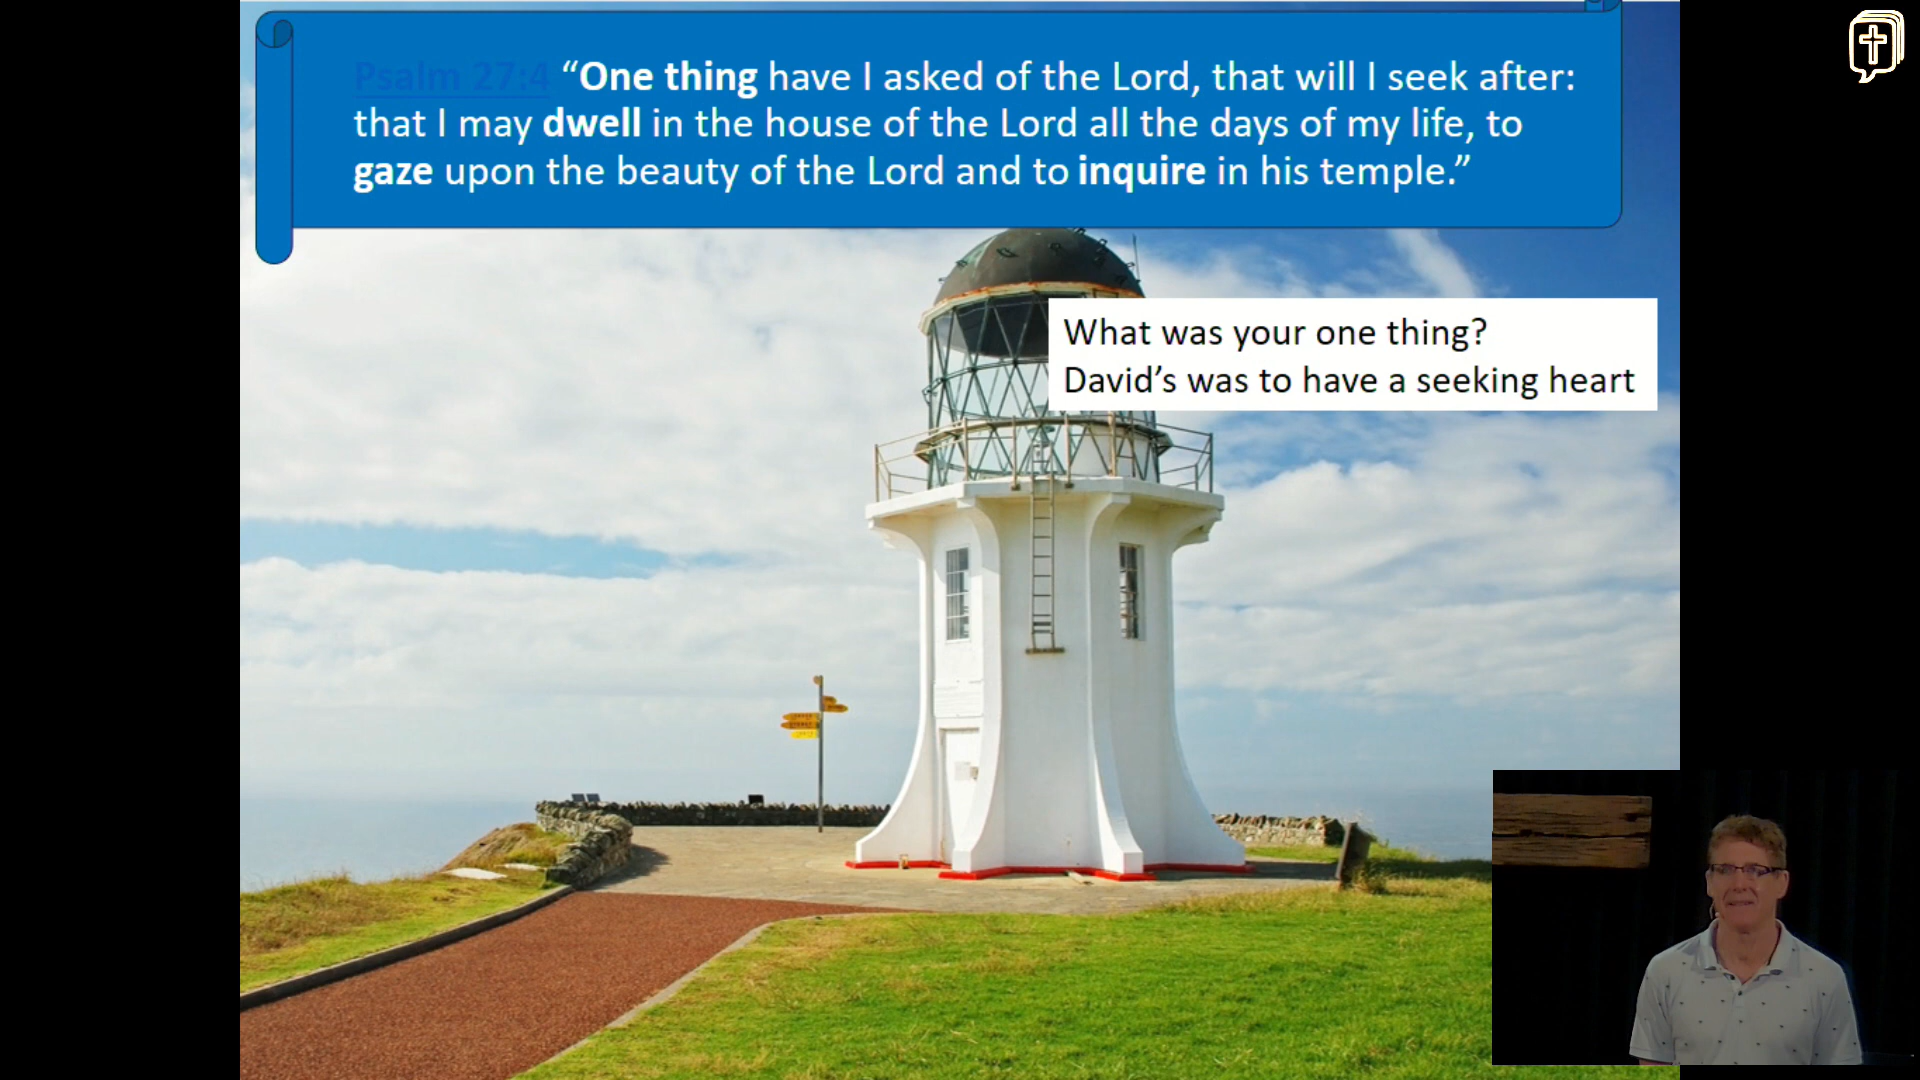 Psalm 27:4 “One thing have I asked of the Lord, that will I seek after:
that I may dwell in the house of the Lord all the days of my life, to
gaze upon the beauty of the Lord and to inquire in his temple.”
What was your one thing?
David’s was to have a seeking heart